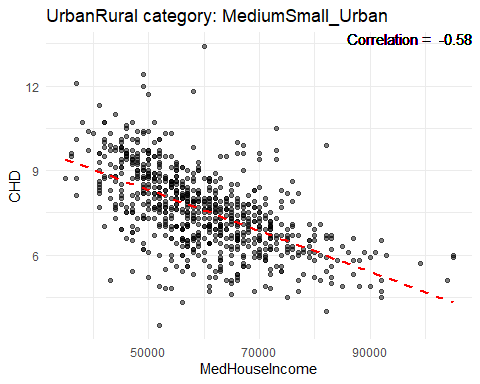 UrbanRural category: MediumSmall_Urban
Correlation = -0.58
CHD
12
9
6
50000 70000 90000
MedHouseIncome